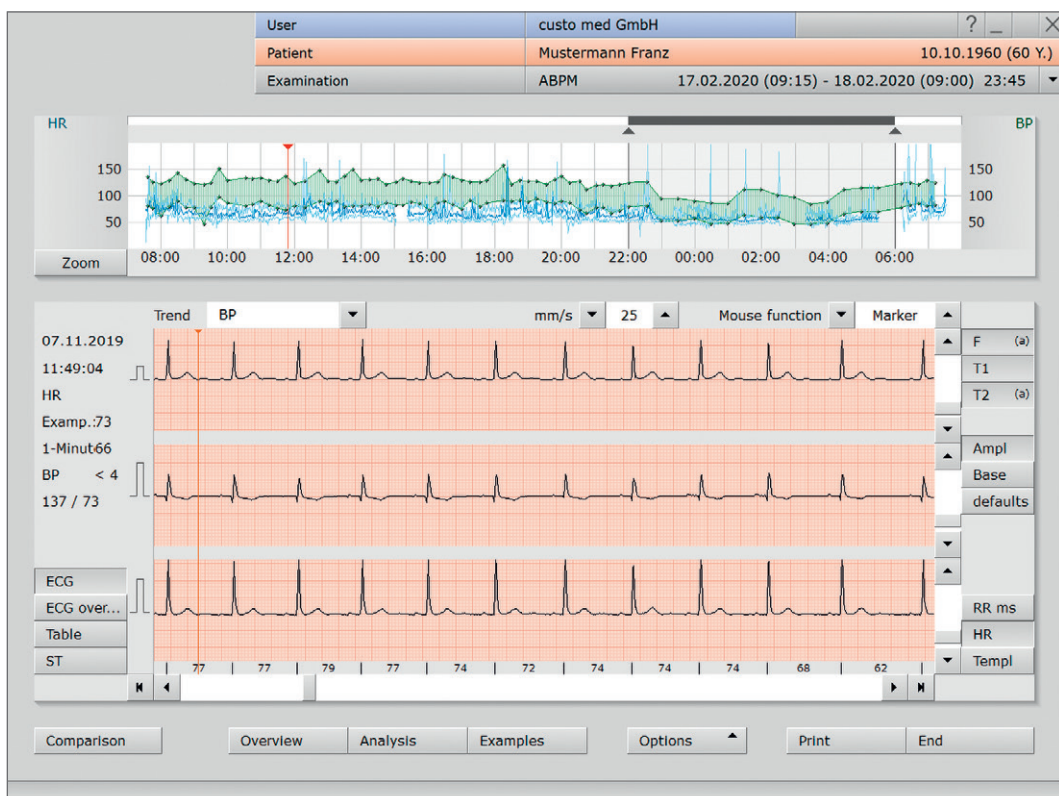 User custo med GmbH ? _ X
Patient Mustermann Franz 10.10.1960 (60 Y.)
Examination ABPM 17.02.2020 (09:15) - 18.02.2020 (09:00) 23:45
HR BP
150 150
100 100
50 50
Zoom 08:00 10:00 12:00 14:00 16:00 18:00 20:00 22:00 00:00 02:00 04:00 06:00
Trend BP mm/s 25 Mouse function Marker
07.11.2019
11:49:04
HR
Examp.:73
1-Minut:66
BP < 4
137 / 73
F (a)
T1
T2 (a)
Ampl
Base
defaults
ECG
ECG over...
Table
ST
RR ms
HR
Templ
77 77 79 77 74 72 74 74 74 68 62
Comparison Overview Analysis Examples Options Print End